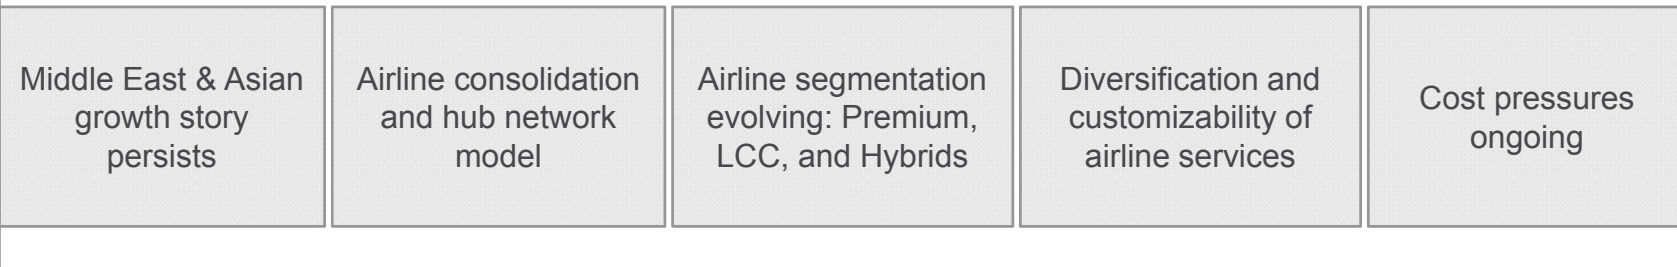 Middle East & Asian
growth story
persists
Airline consolidation
and hub network
model
Airline segmentation
evolving: Premium,
LCC, and Hybrids
Diversification and
customizability of
airline services
Cost pressures
ongoing